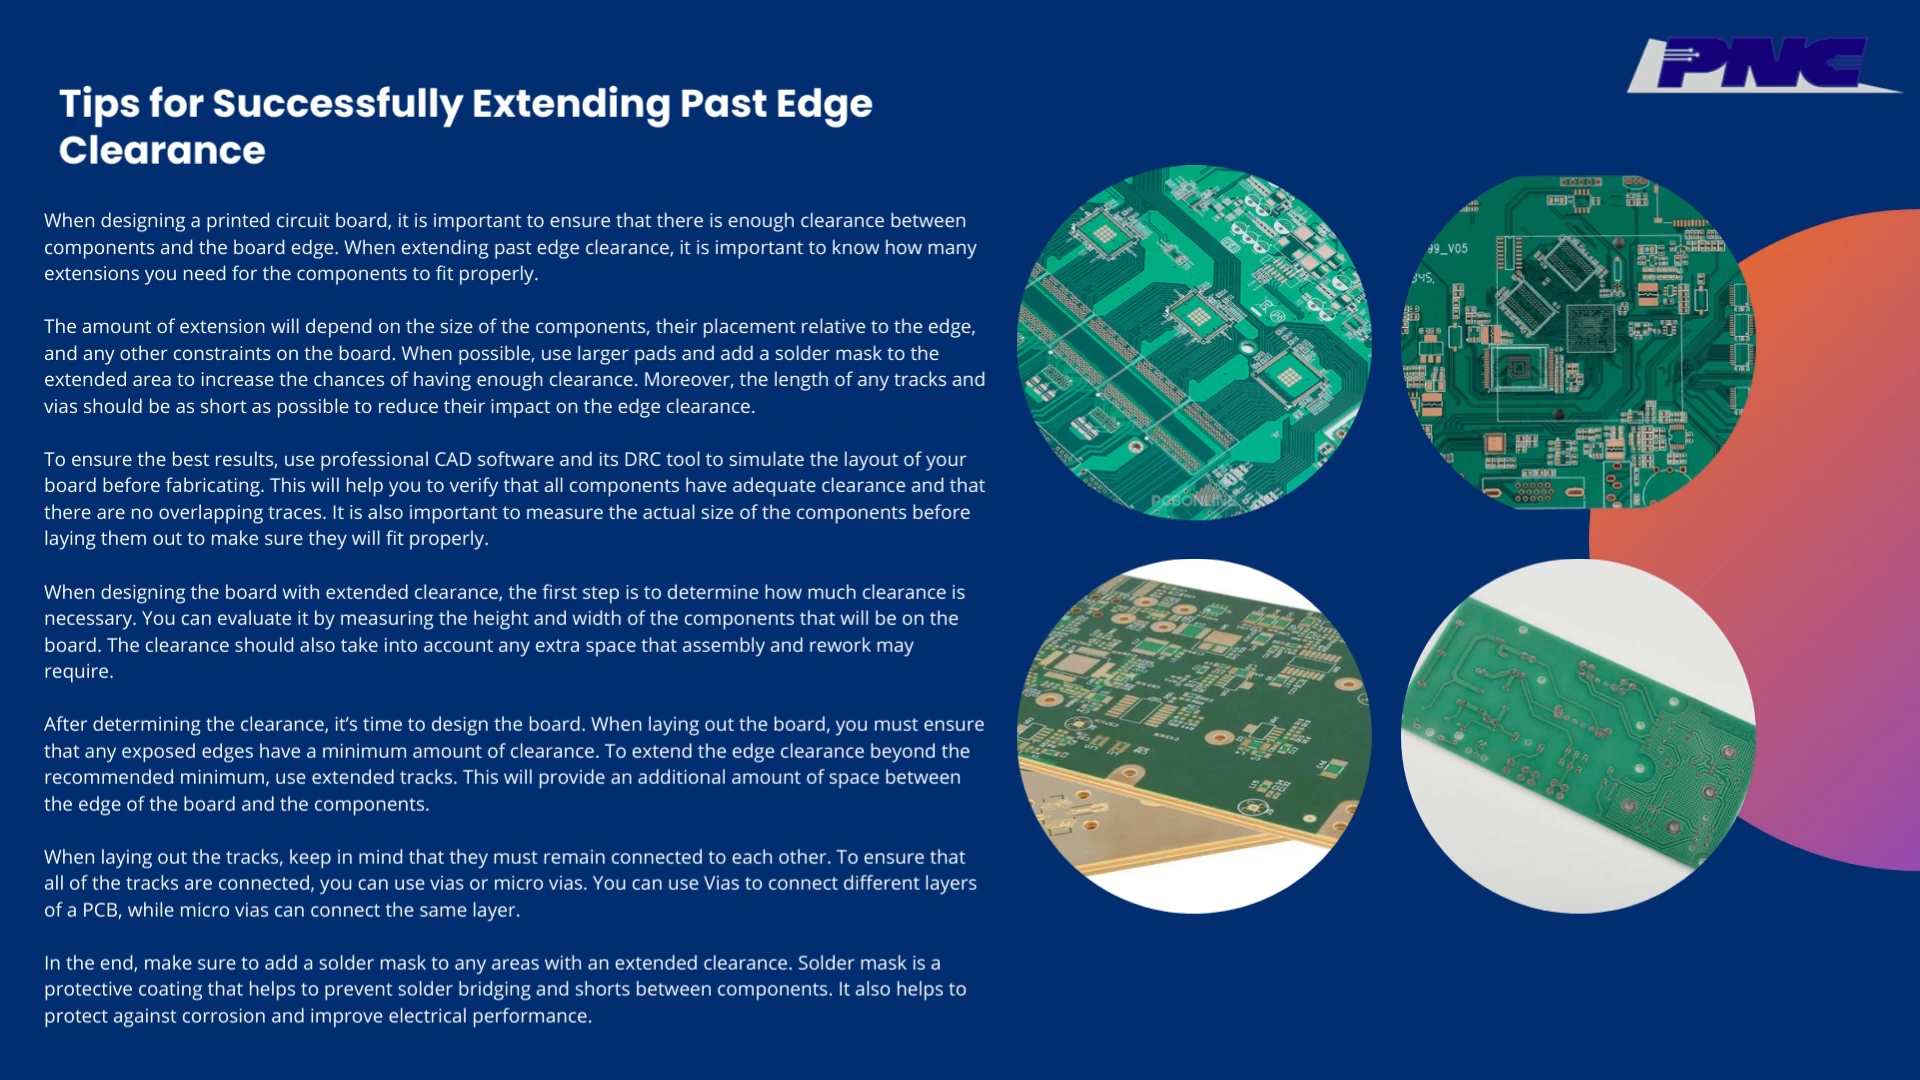 PNC
Tips for Successfully Extending Past Edge
Clearance
When designing a printed circuit board, it is important to ensure that there is enough clearance between
components and the board edge. When extending past edge clearance, it is important to know how many
extensions you need for the components to fit properly.
The amount of extension will depend on the size of the components, their placement relative to the edge,
and any other constraints on the board. When possible, use larger pads and add a solder mask to the
extended area to increase the chances of having enough clearance. Moreover, the length of any tracks and
vias should be as short as possible to reduce their impact on the edge clearance.
To ensure the best results, use professional CAD software and its DRC tool to simulate the layout of your
board before fabricating. This will help you to verify that all components have adequate clearance and that
there are no overlapping traces. It is also important to measure the actual size of the components before
laying them out to make sure they will fit properly.
When designing the board with extended clearance, the first step is to determine how much clearance is
necessary. You can evaluate it by measuring the height and width of the components that will be on the
board. The clearance should also take into account any extra space that assembly and rework may
require.
After determining the clearance, it’s time to design the board. When laying out the board, you must ensure
that any exposed edges have a minimum amount of clearance. To extend the edge clearance beyond the
recommended minimum, use extended tracks. This will provide an additional amount of space between
the edge of the board and the components.
When laying out the tracks, keep in mind that they must remain connected to each other. To ensure that
all of the tracks are connected, you can use vias or micro vias. You can use Vias to connect different layers
of a PCB, while micro vias can connect the same layer.
In the end, make sure to add a solder mask to any areas with an extended clearance. Solder mask is a
protective coating that helps to prevent solder bridging and shorts between components. It also helps to
protect against corrosion and improve electrical performance.
99_V05
345.